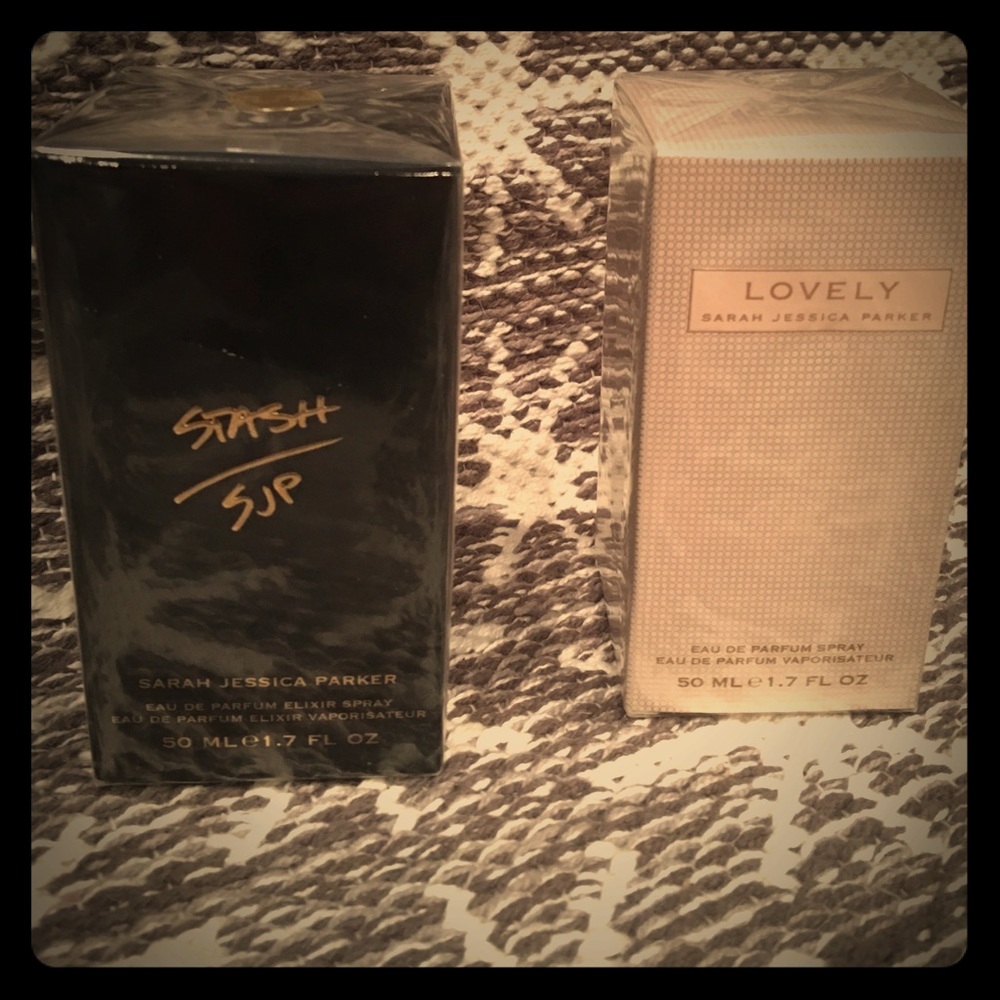 STASH
SJP
SARAH JESSICA PARKER
EAU DE PARFUM ELIXIR SPRAY
EAU DE PARFUM ELIXIR VAPORISATEUR
50 ML℮1.7 FL OZ
LOVELY
SARAH JESSICA PARKER
EAU DE PARFUM SPRAY
EAU DE PARFUM VAPORISATEUR
50 ML℮1.7 FL OZ